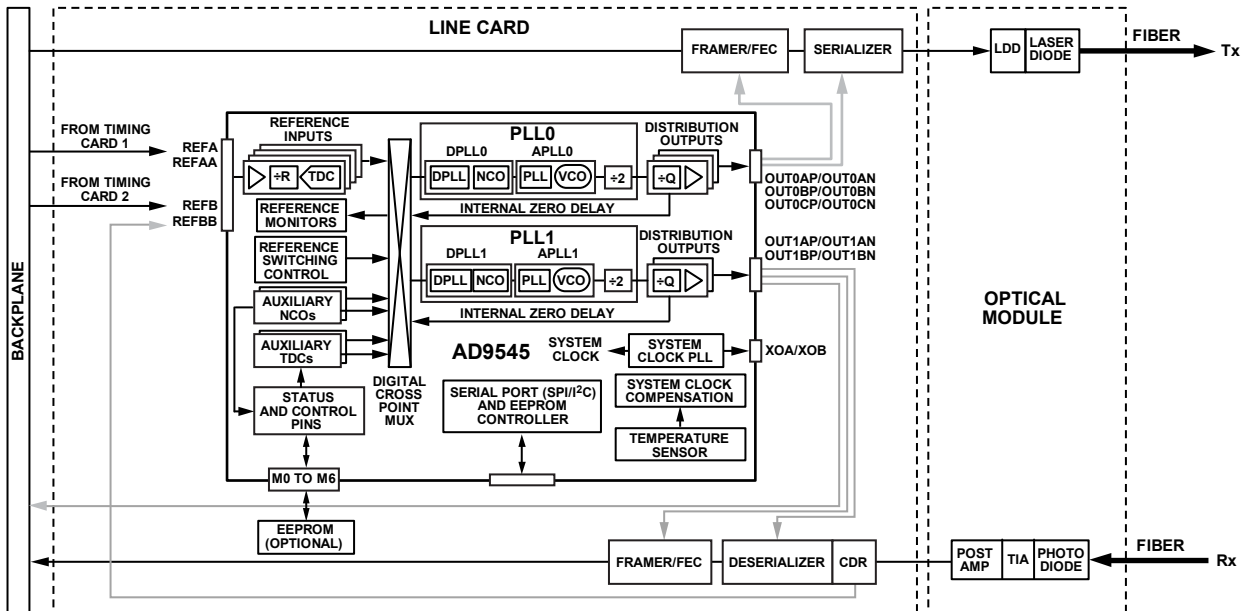 LINE CARD
FIBER
FRAMER/FEC
SERIALIZER
LDD
LASER
DIODE
Tx
BACKPLANE
FROM TIMING
CARD 1
REFA
REFAA
FROM TIMING
CARD 2
REFB
REFBB
REFERENCE
INPUTS
÷R
TDC
PLL0
DPLL0
APLL0
DPLL
NCO
PLL
VCO
÷2
DISTRIBUTION
OUTPUTS
÷Q
OUT0AP/OUT0AN
OUT0BP/OUT0BN
OUT0CP/OUT0CN
INTERNAL ZERO DELAY
REFERENCE
MONITORS
REFERENCE
SWITCHING
CONTROL
PLL1
DPLL1
APLL1
DPLL
NCO
PLL
VCO
÷2
DISTRIBUTION
OUTPUTS
÷Q
OUT1AP/OUT1AN
OUT1BP/OUT1BN
INTERNAL ZERO DELAY
AUXILIARY
NCOs
AUXILIARY
TDCs
STATUS
AND CONTROL
PINS
DIGITAL
CROSS
POINT
MUX
AD9545
SYSTEM
CLOCK
SYSTEM
CLOCK PLL
XOA/XOB
SERIAL PORT (SPI/I²C)
AND EEPROM
CONTROLLER
SYSTEM CLOCK
COMPENSATION
TEMPERATURE
SENSOR
OPTICAL
MODULE
M0 TO M6
EEPROM
(OPTIONAL)
FRAMER/FEC
DESERIALIZER
CDR
POST
AMP
TIA
PHOTO
DIODE
FIBER
Rx